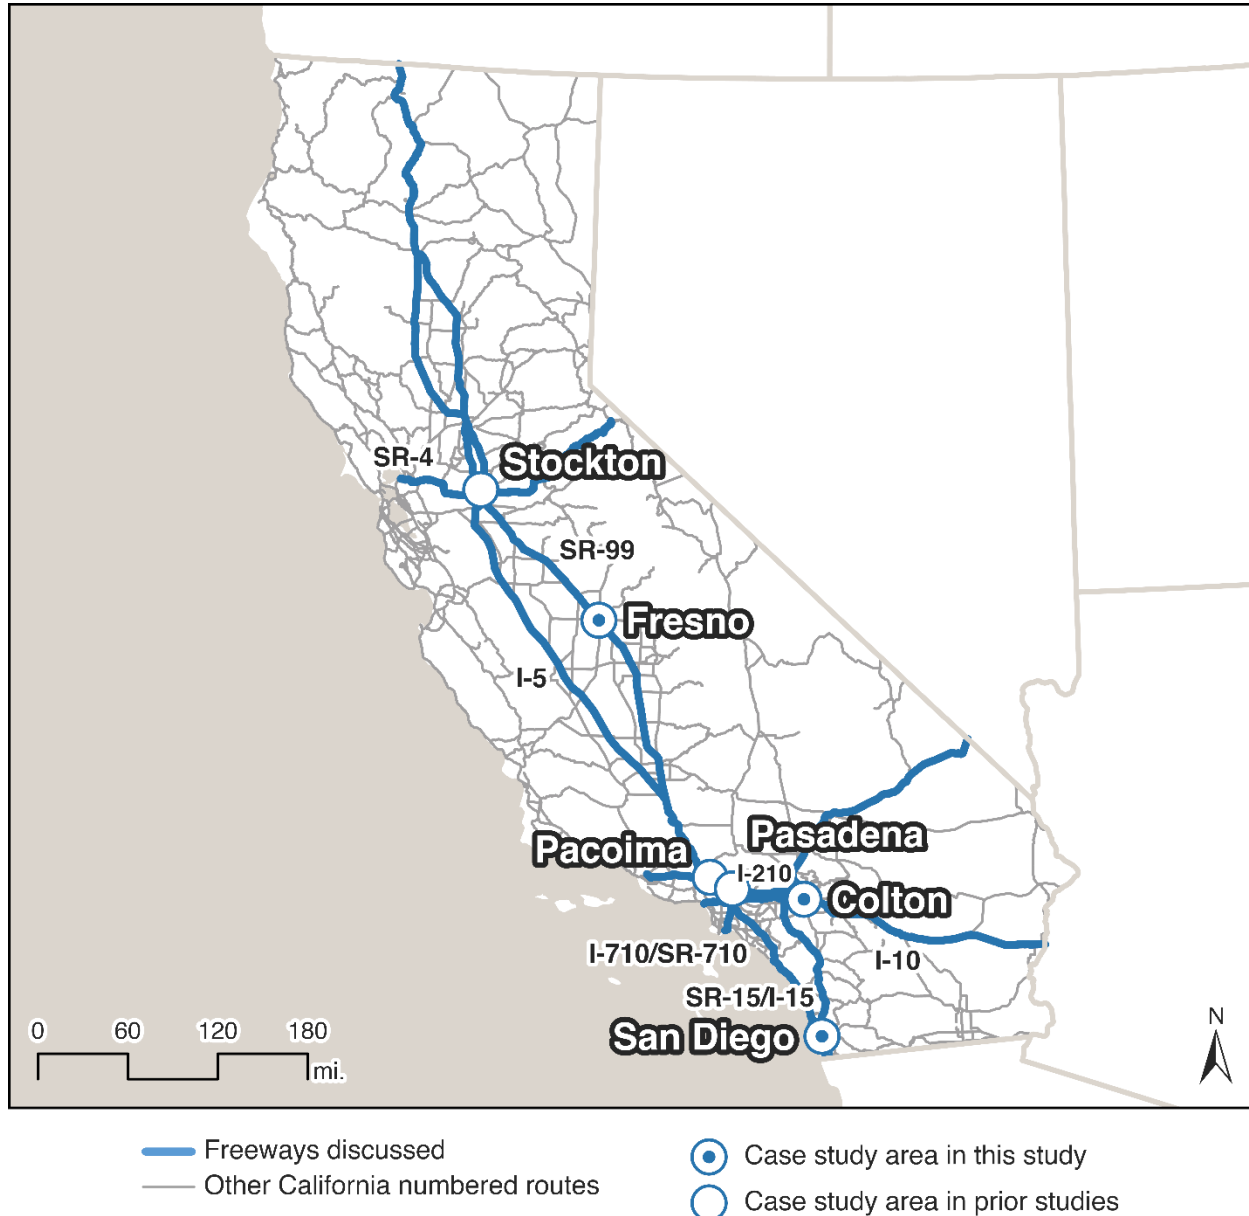 SR-4
Stockton
SR-99
Fresno
I-5
Pasadena
Pacoima
I-210
Colton
I-710/SR-710
I-10
SR-15/I-15
San Diego
0 60 120 180
mi.
N
Freeways discussed
Other California numbered routes
Case study area in this study
Case study area in prior studies